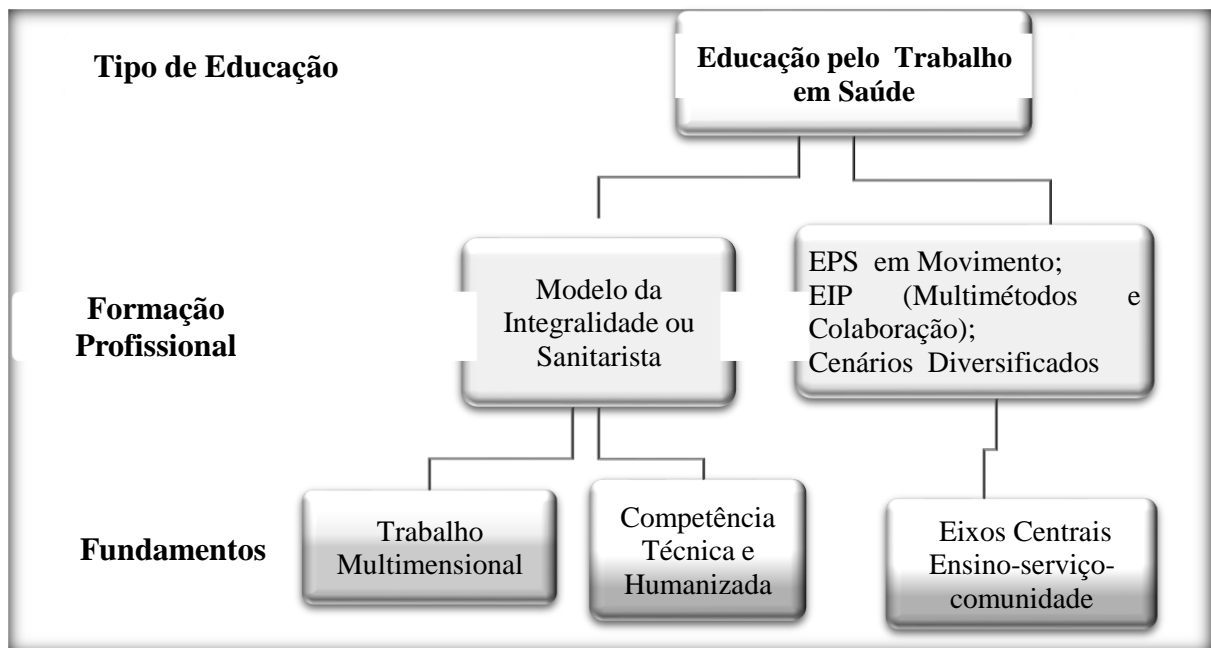 Tipo de Educação
Educação pelo Trabalho
em Saúde
Formação
Profissional
Modelo da
Integralidade ou
Sanitarista
EPS em Movimento;
EIP (Multimétodos e
Colaboração);
Cenários Diversificados
Fundamentos
Trabalho
Multimensional
Competência
Técnica e
Humanizada
Eixos Centrais
Ensino-serviço-
comunidade